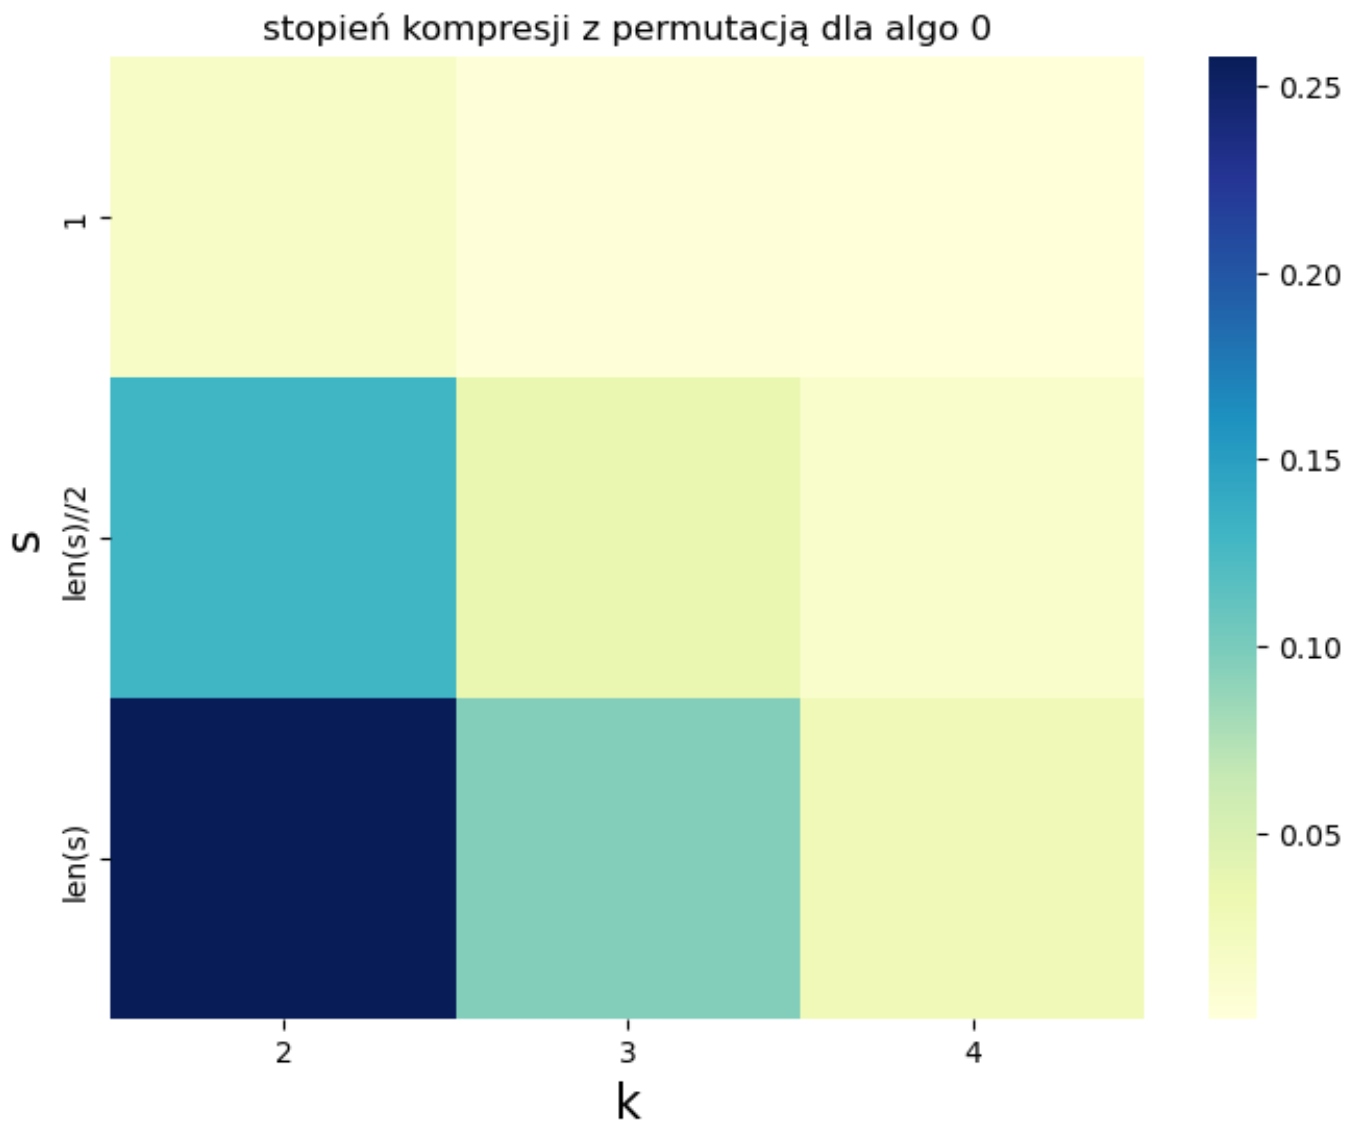 stopień kompresji z permutacją dla algo 0
s
1
len(s)//2
len(s)
2 3 4
k
0.25
0.20
0.15
0.10
0.05